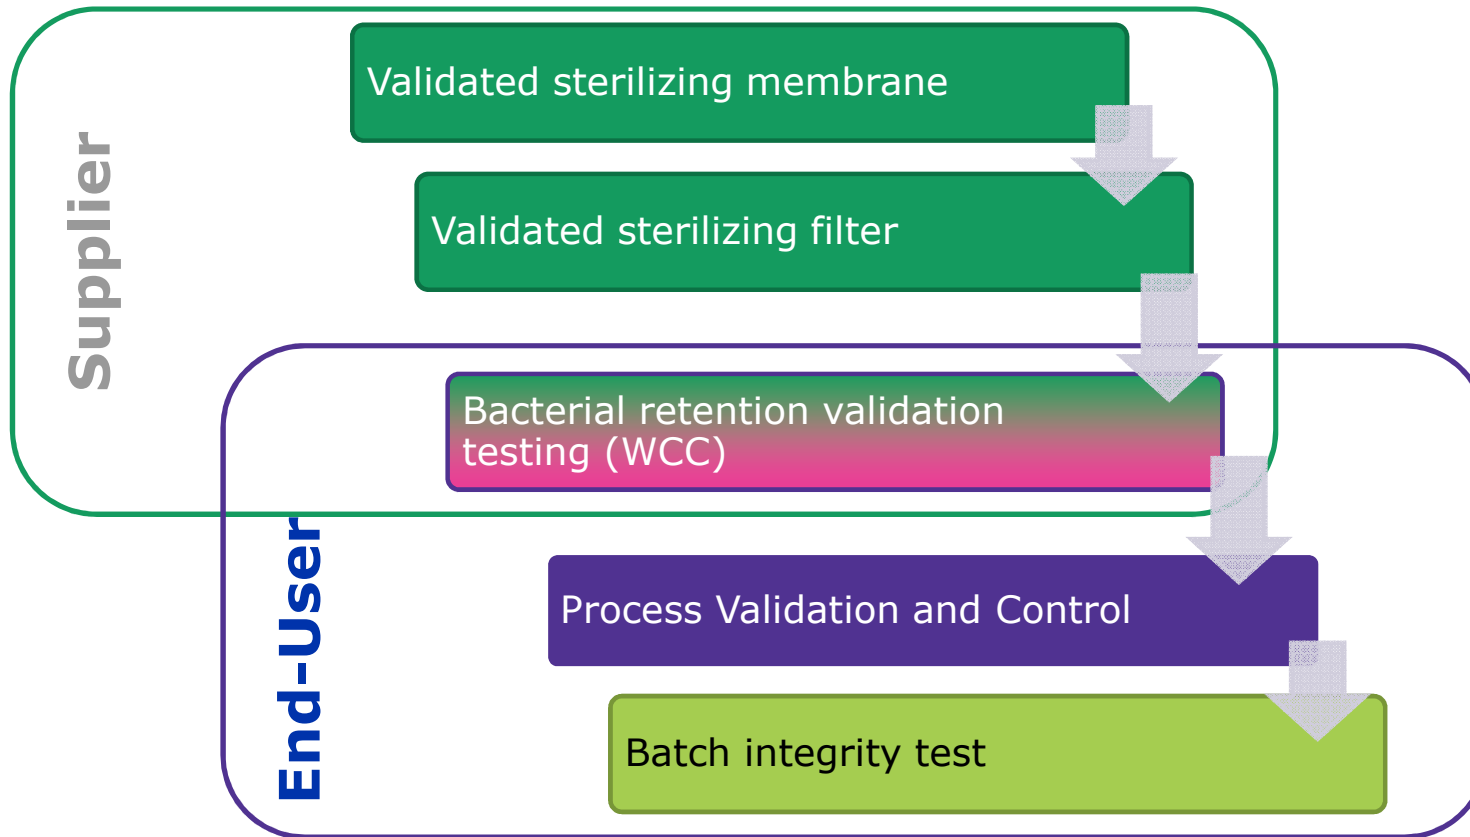 Supplier
Validated sterilizing membrane
Validated sterilizing filter
Bacterial retention validation
testing (WCC)
End-User
Process Validation and Control
Batch integrity test